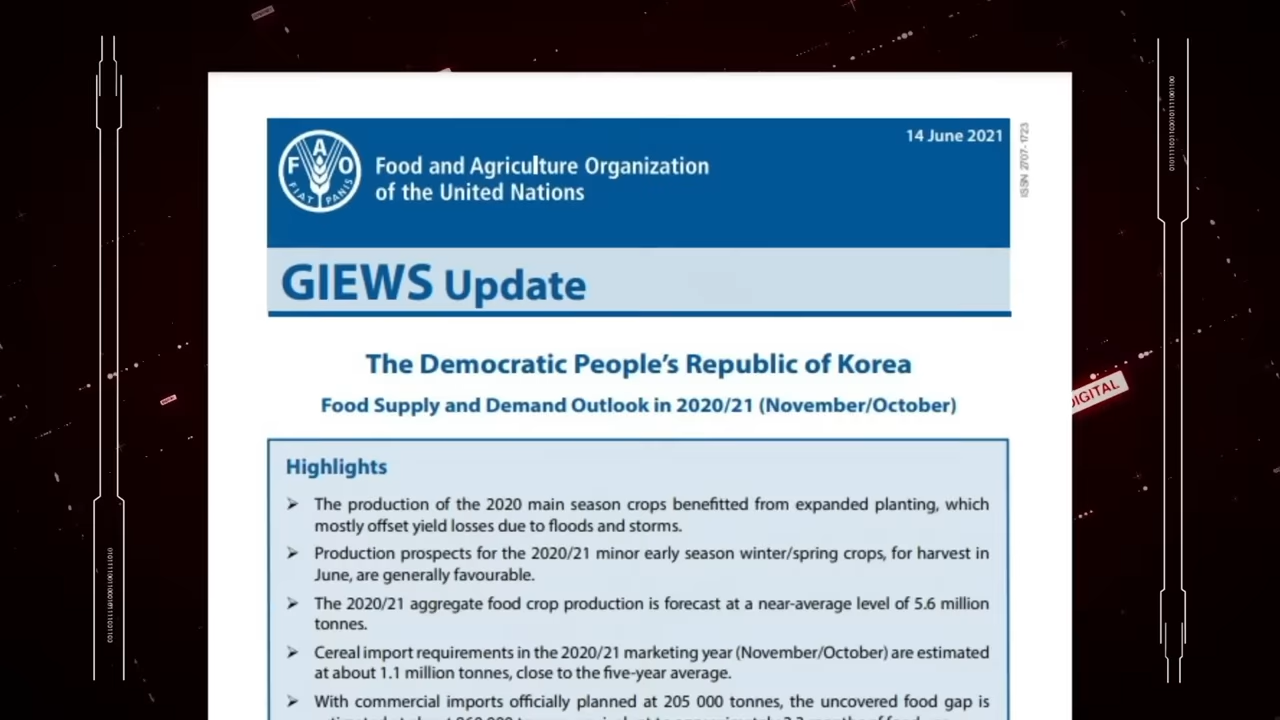 14 June 2021
ISSN 2707-1723
FAO
FIAT PANIS
Food and Agriculture Organization
of the United Nations
GIEWS Update
The Democratic People's Republic of Korea
Food Supply and Demand Outlook in 2020/21 (November/October)
DIGITAL
Highlights
➢ The production of the 2020 main season crops benefitted from expanded planting, which
mostly offset yield losses due to floods and storms.
➢ Production prospects for the 2020/21 minor early season winter/spring crops, for harvest in
June, are generally favourable.
➢ The 2020/21 aggregate food crop production is forecast at a near-average level of 5.6 million
tonnes.
➢ Cereal import requirements in the 2020/21 marketing year (November/October) are estimated
at about 1.1 million tonnes, close to the five-year average.
➢ With commercial imports officially planned at 205 000 tonnes, the uncovered food gap is